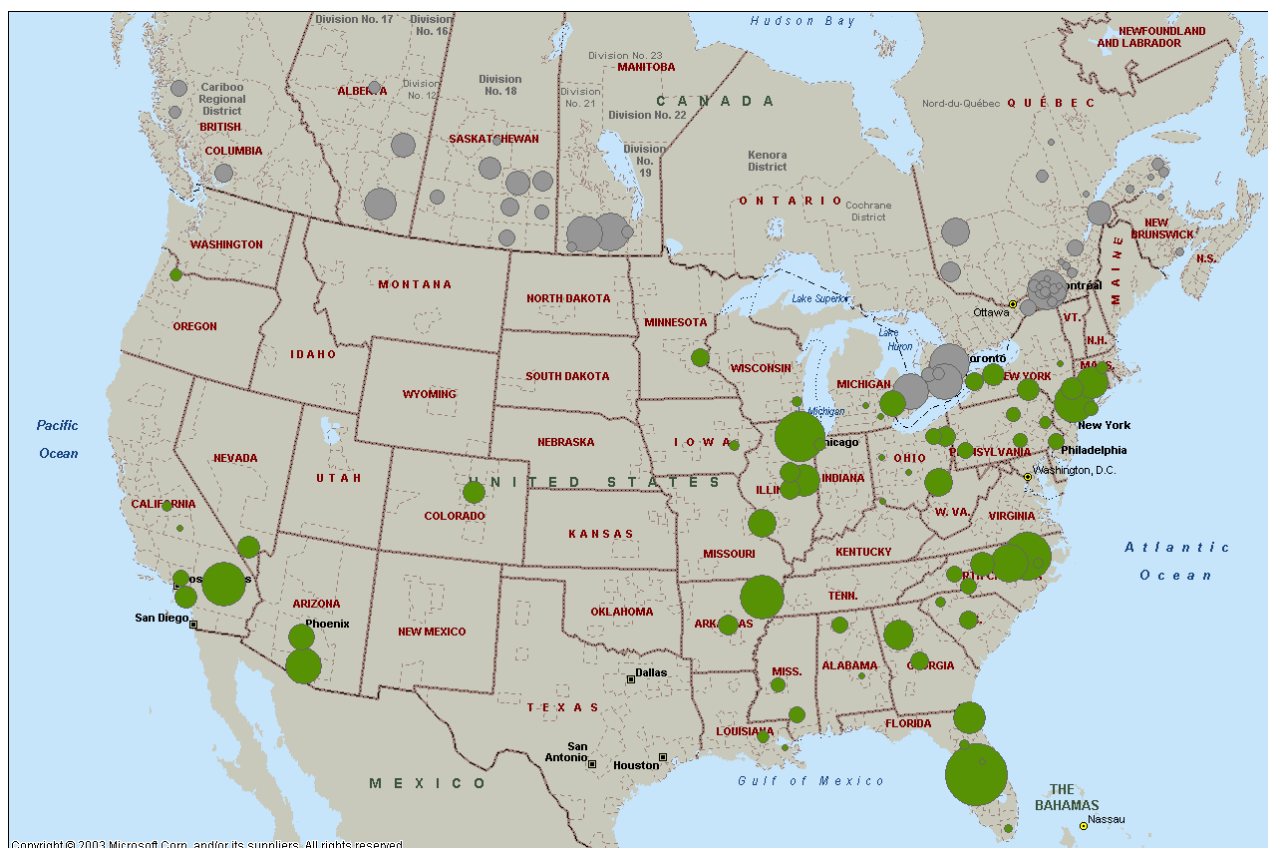 Division No. 17
Division
No. 16
Hudson Bay
NEWFOUNDLAND
AND LABRADOR
Division No. 23
MANITOBA
Cariboo
Regional
District
ALBERTA
Division
No. 12
Division
No. 18
Division
No. 21
CANADA
Division No. 22
Nord-du-Québec
QUÉBEC
BRITISH
COLUMBIA
SASKATCHEWAN
Division
No.
19
Kenora
District
ONTARIO
Cochrane
District
NEW
BRUNSWICK
N.S.
WASHINGTON
MONTANA
NORTH DAKOTA
MINNESOTA
Lake Superior
Ottawa
MAINE
VT.
N.H.
OREGON
IDAHO
SOUTH DAKOTA
WISCONSIN
Lake
Huron
MICHIGAN
Michigan
WYOMING
NEBRASKA
IOWA
New York
Philadelphia
PENNSYLVANIA
Washington, D.C.
Pacific
Ocean
NEVADA
UTAH
UNITED STATES
COLORADO
INDIANA
OHIO
W. VA.
VIRGINIA
CALIFORNIA
KANSAS
MISSOURI
KENTUCKY
Atlantic
Ocean
San Diego
ARIZONA
Phoenix
NEW MEXICO
OKLAHOMA
ARKANSAS
TENN.
Dallas
TEXAS
MISS.
ALABAMA
GEORGIA
San
Antonio
Houston
LOUISIANA
FLORIDA
MEXICO
Gulf of Mexico
THE
BAHAMAS
Nassau
Copyright © 2003 Microsoft Corp. and/or its suppliers. All rights reserved.